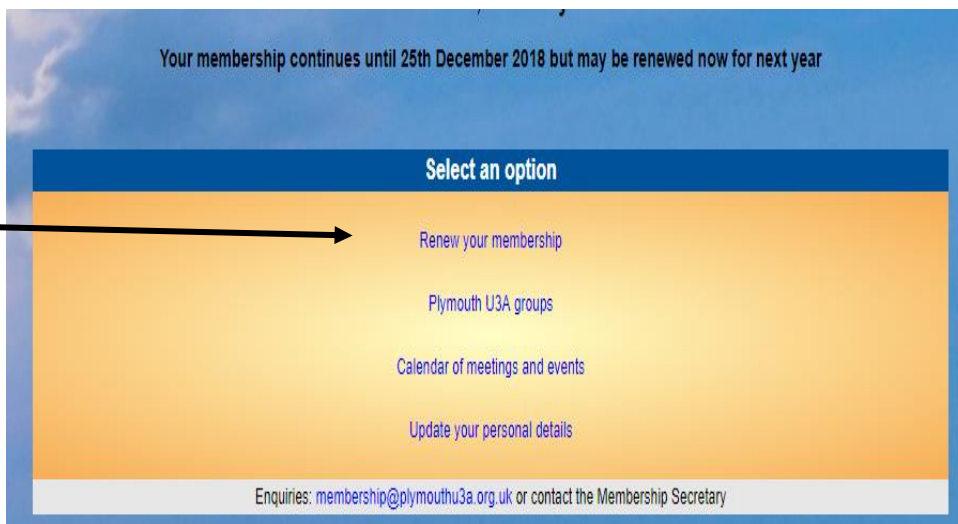 Your membership continues until 25th December 2018 but may be renewed now for next year
Select an option
Renew your membership
Plymouth U3A groups
Calendar of meetings and events
Update your personal details
Enquiries: membership@plymouthu3a.org.uk or contact the Membership Secretary